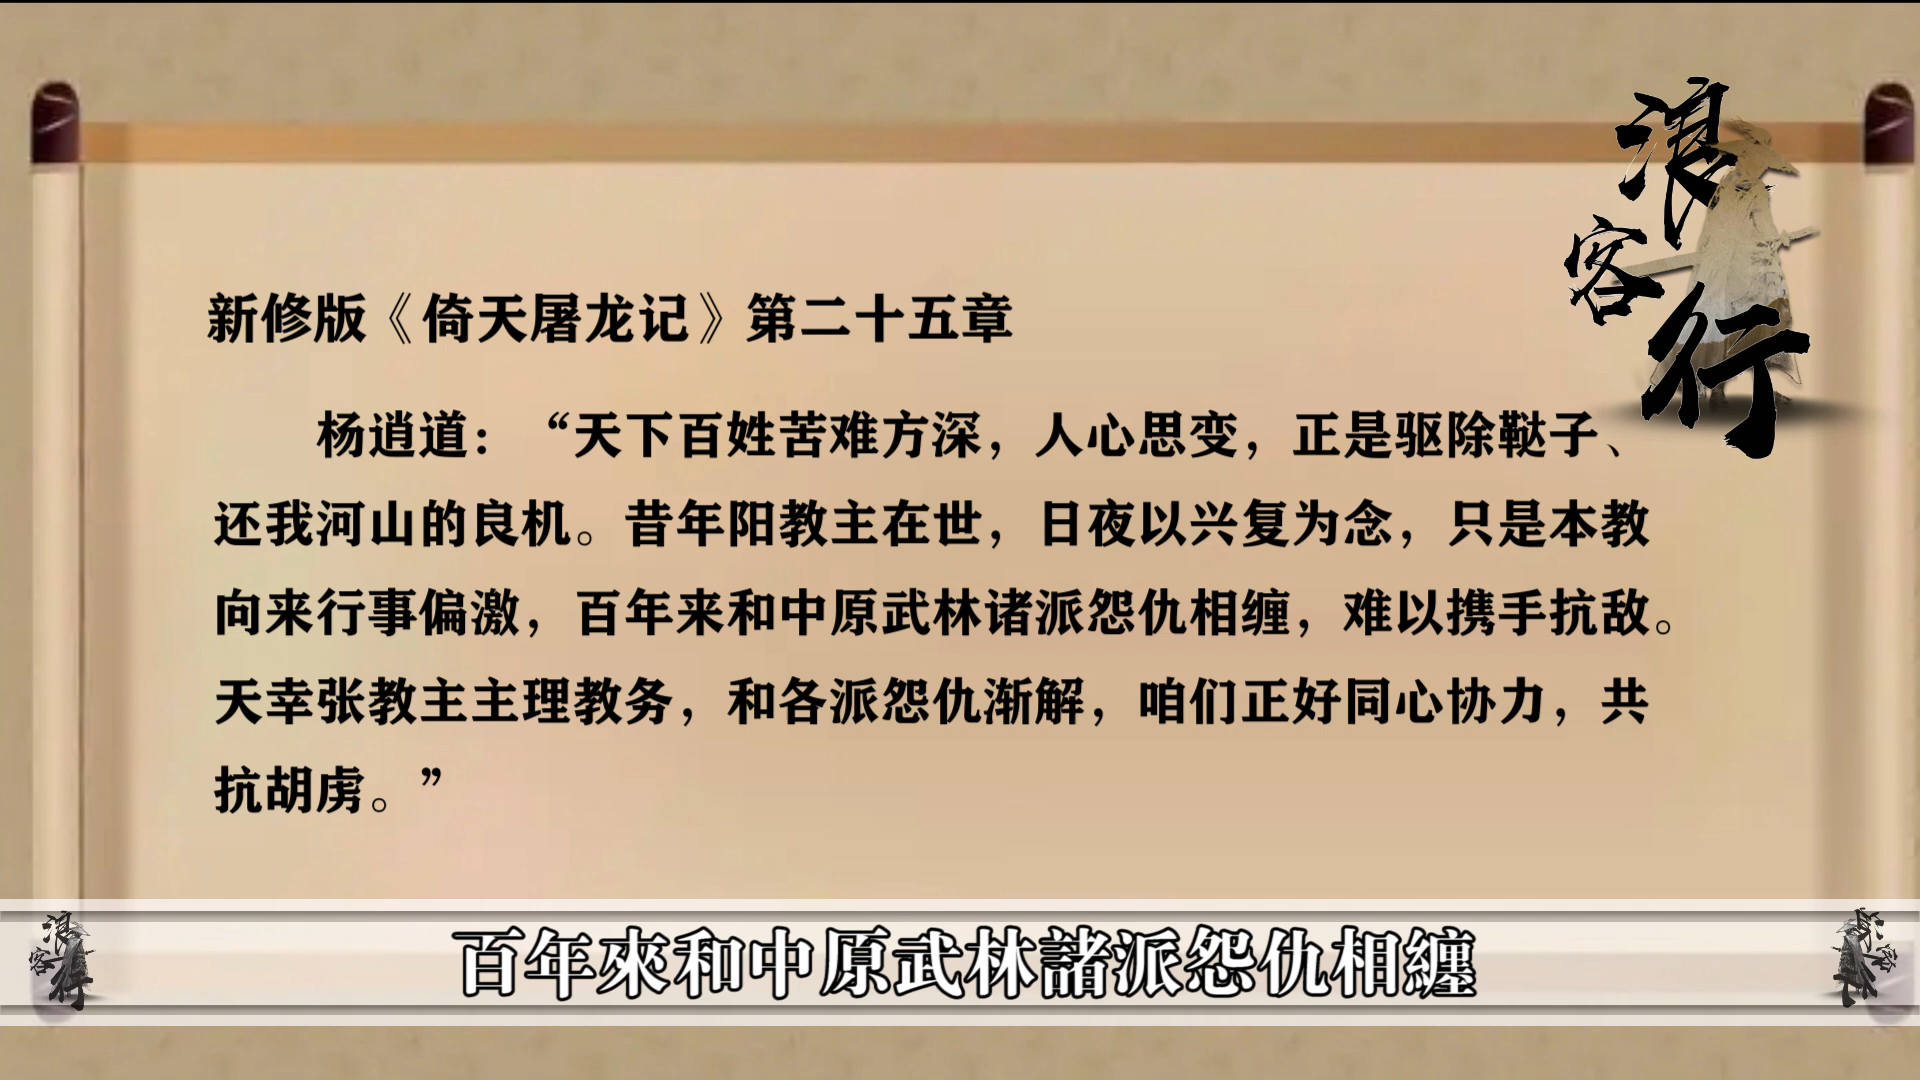 浪客行
新修版《倚天屠龙记》第二十五章
杨逍道：“天下百姓苦难方深，人心思变，正是驱除鞑子、
还我河山的良机。昔年阳教主在世，日夜以兴复为念，只是本教
向来行事偏激，百年来和中原武林诸派怨仇相缠，难以携手抗敌。
天幸张教主主理教务，和各派怨仇渐解，咱们正好同心协力，共
抗胡虏。”
浪客行
百年來和中原武林諸派怨仇相纏
浪客行